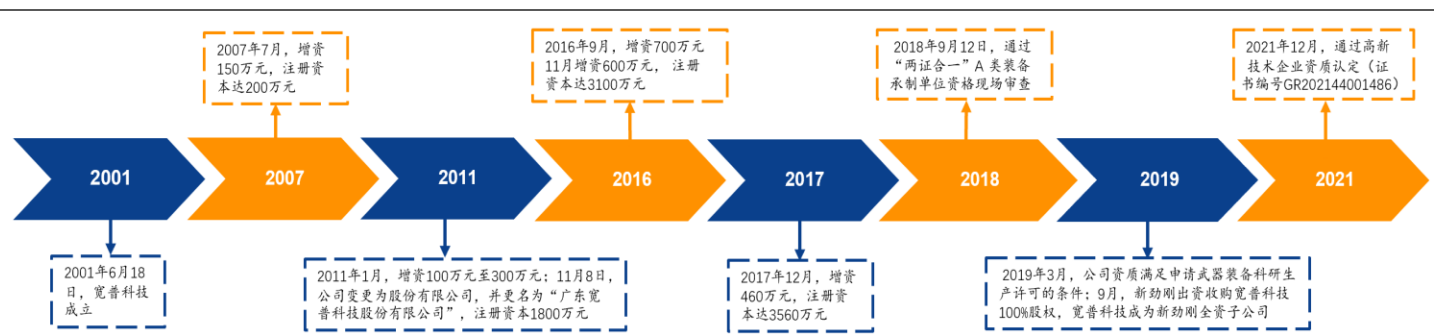 2007年7月，增资
150万元，注册资
本达200万元
2016年9月，增资700万元
11月增资600万元， 注册
资本达3100万元
2018年9月12日，通过
“两证合一”A 类装备
承制单位资格现场审查
2021年12月，通过高新
技术企业资质认定（证
书编号GR202144001486）
2001
2007
2011
2016
2017
2018
2019
2021
2001年6月18
日，宽普科技
成立
2011年1月，增资100万元至300万元；11月8日，
公司变更为股份有限公司，并更名为“广东宽
普科技股份有限公司”，注册资本1800万元
2017年12月，增资
460万元，注册资
本达3560万元
2019年3月，公司资质满足申请武器装备科研生
产许可的条件；9月，新劲刚出资收购宽普科技
100%股权，宽普科技成为新劲刚全资子公司